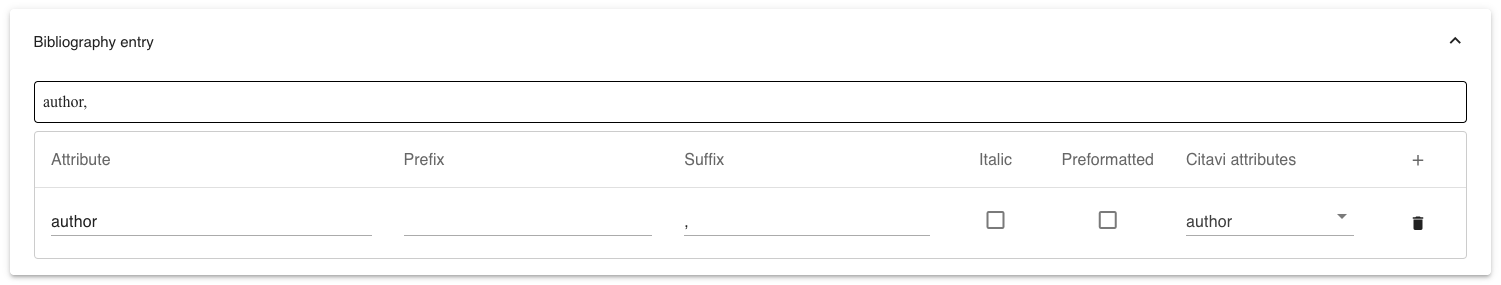 Bibliography entry
author,
Attribute Prefix Suffix Italic Preformatted Citavi attributes +
author , author